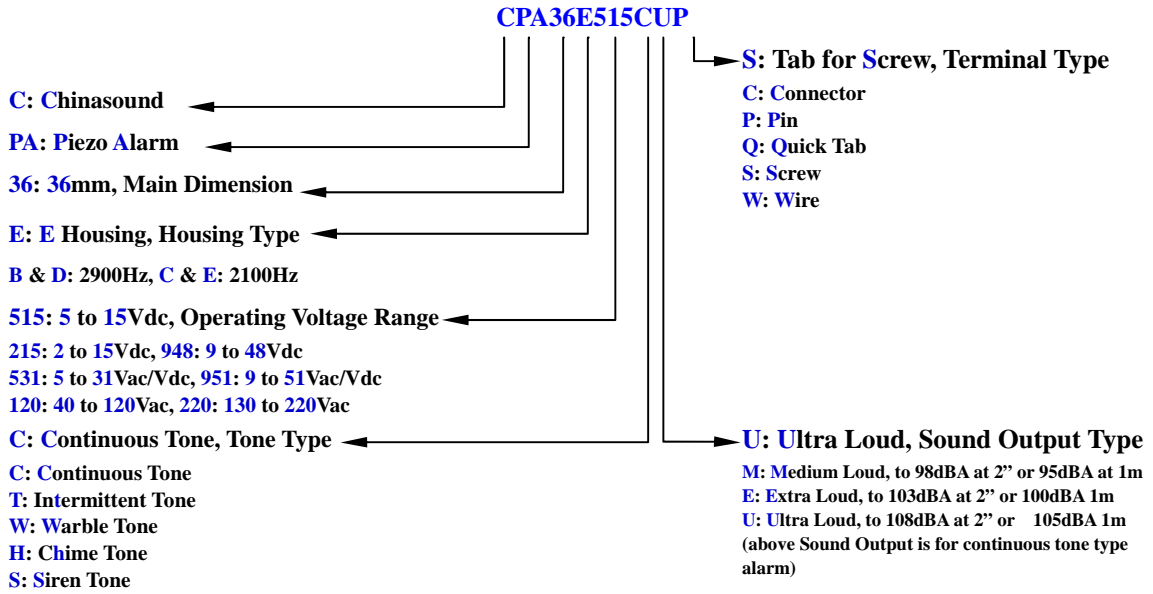 CPA36E515CUP
C: Chinasound
PA: Piezo Alarm
36: 36mm, Main Dimension
E: E Housing, Housing Type
B & D: 2900Hz, C & E: 2100Hz
515: 5 to 15Vdc, Operating Voltage Range
215: 2 to 15Vdc, 948: 9 to 48Vdc
531: 5 to 31Vac/Vdc, 951: 9 to 51Vac/Vdc
120: 40 to 120Vac, 220: 130 to 220Vac
C: Continuous Tone, Tone Type
C: Continuous Tone
T: Intermittent Tone
W: Warble Tone
H: Chime Tone
S: Siren Tone
S: Tab for Screw, Terminal Type
C: Connector
P: Pin
Q: Quick Tab
S: Screw
W: Wire
U: Ultra Loud, Sound Output Type
M: Medium Loud, to 98dBA at 2” or 95dBA at 1m
E: Extra Loud, to 103dBA at 2” or 100dBA 1m
U: Ultra Loud, to 108dBA at 2” or 105dBA 1m
(above Sound Output is for continuous tone type
alarm)